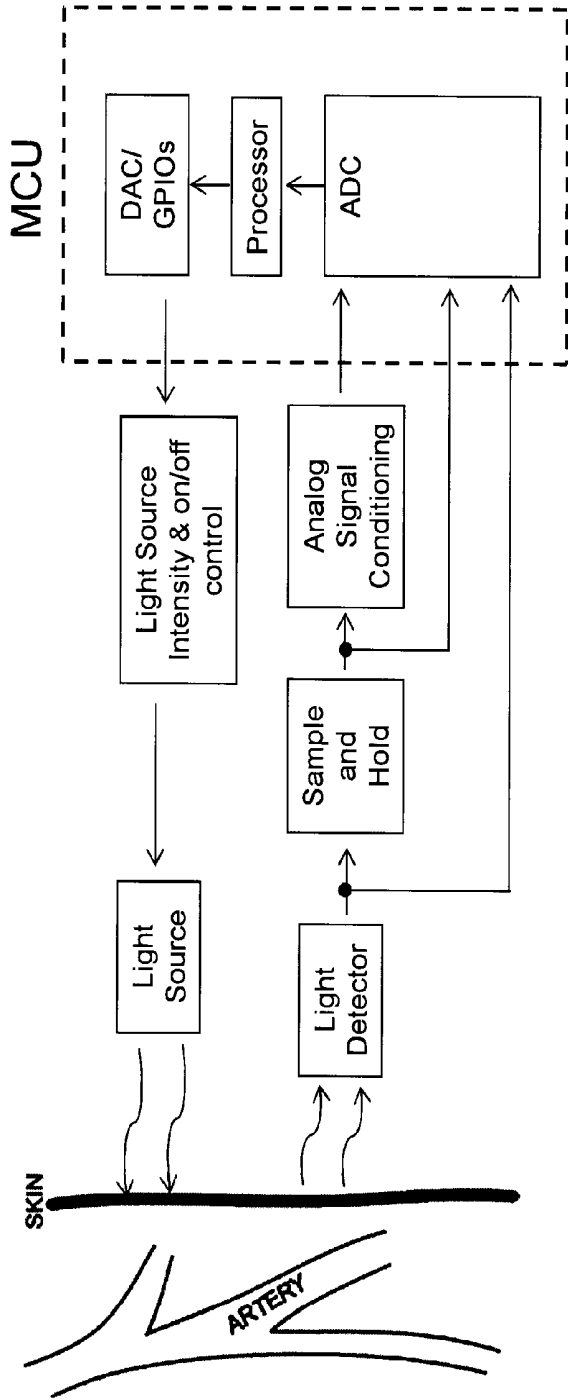 MCU
SKIN
ARTERY
Light
Source
Light Source
Intensity & on/off
control
DAC/
GPIOs
Processor
Light
Detector
Sample
and
Hold
Analog
Signal
Conditioning
ADC